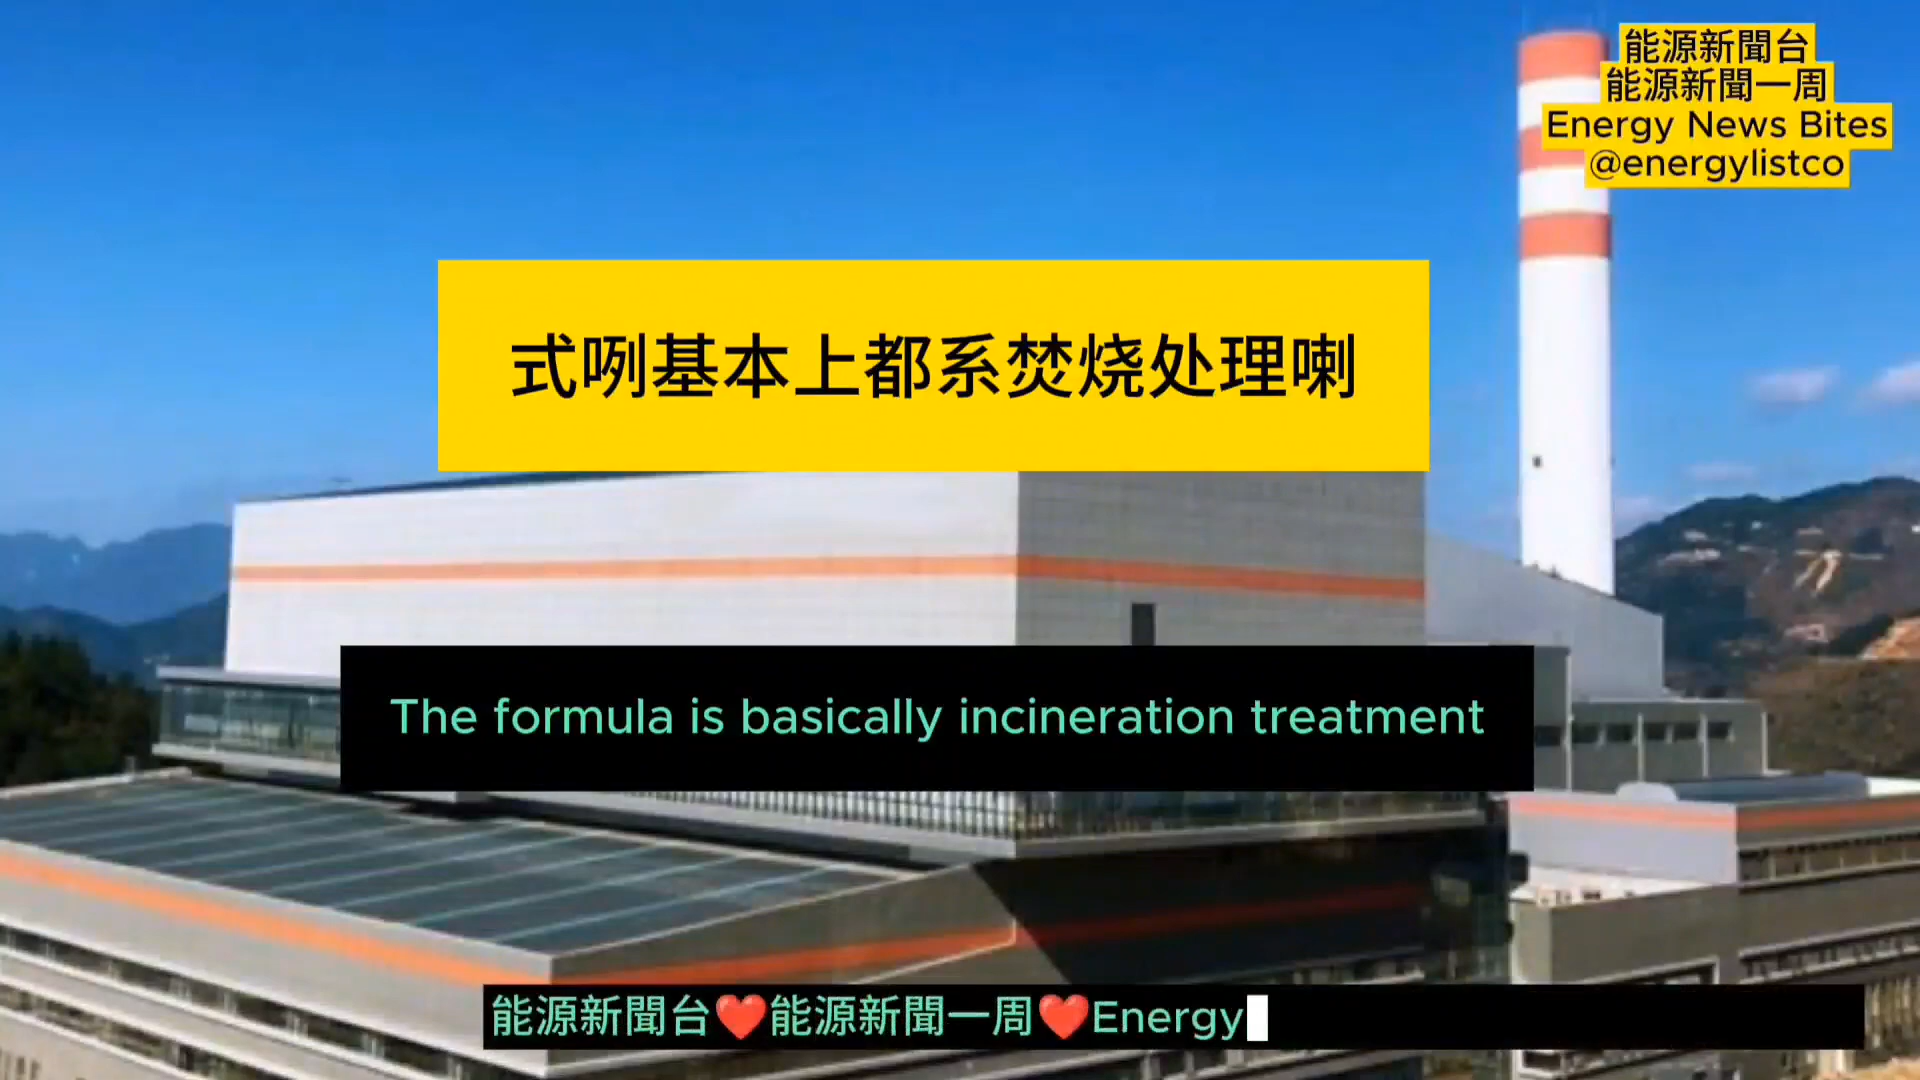 能源新聞台
能源新聞一周
Energy News Bites
@energylistco
式咧基本上都系焚烧处理喇
The formula is basically incineration treatment
能源新聞台❤️能源新聞一周❤️Energy